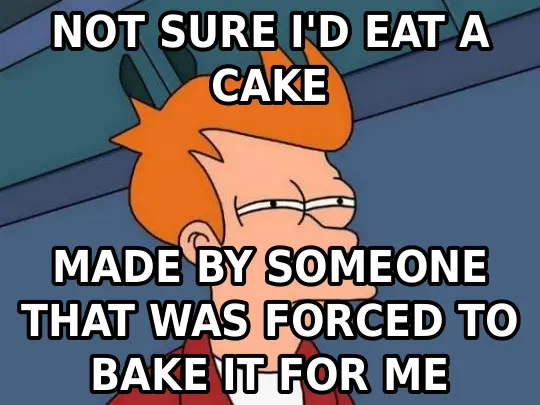 NOT SURE I'D EAT A
CAKE
MADE BY SOMEONE
THAT WAS FORCED TO
BAKE IT FOR ME